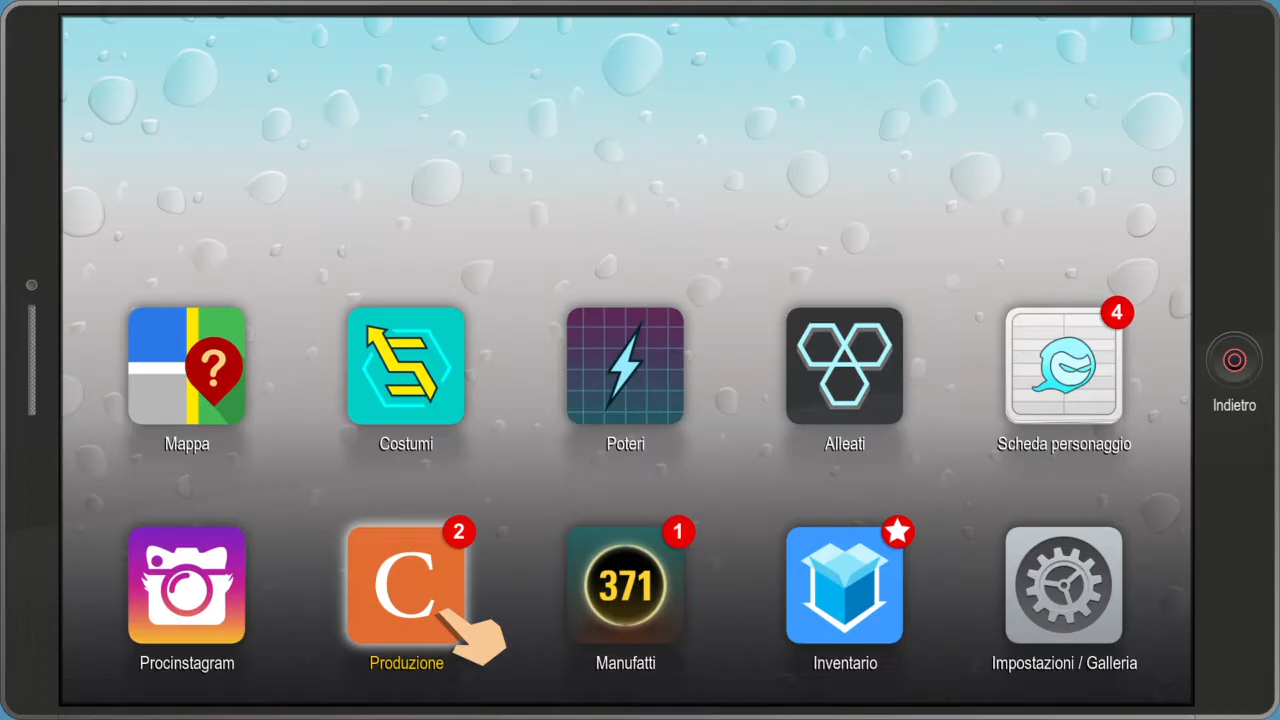 4
?
Mappa
Costumi
Poteri
Alleati
Scheda personaggio
Indietro
2
1
C
371
Procinstagram
Produzione
Manufatti
Inventario
Impostazioni / Galleria